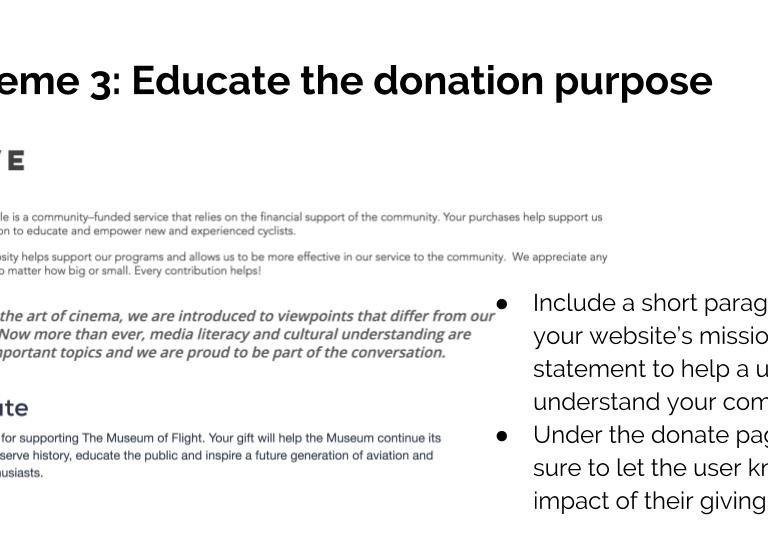 eme 3: Educate the donation purpose
E
le is a community–funded service that relies on the financial support of the community. Your purchases help support us
on to educate and empower new and experienced cyclists.
osity helps support our programs and allows us to be more effective in our service to the community. We appreciate any
o matter how big or small. Every contribution helps!
the art of cinema, we are introduced to viewpoints that differ from our
Now more than ever, media literacy and cultural understanding are
portant topics and we are proud to be part of the conversation.
ate
for supporting The Museum of Flight. Your gift will help the Museum continue its
serve history, educate the public and inspire a future generation of aviation and
usiasts.
● Include a short parag
your website’s missio
statement to help a u
understand your com
● Under the donate pag
sure to let the user kn
impact of their giving